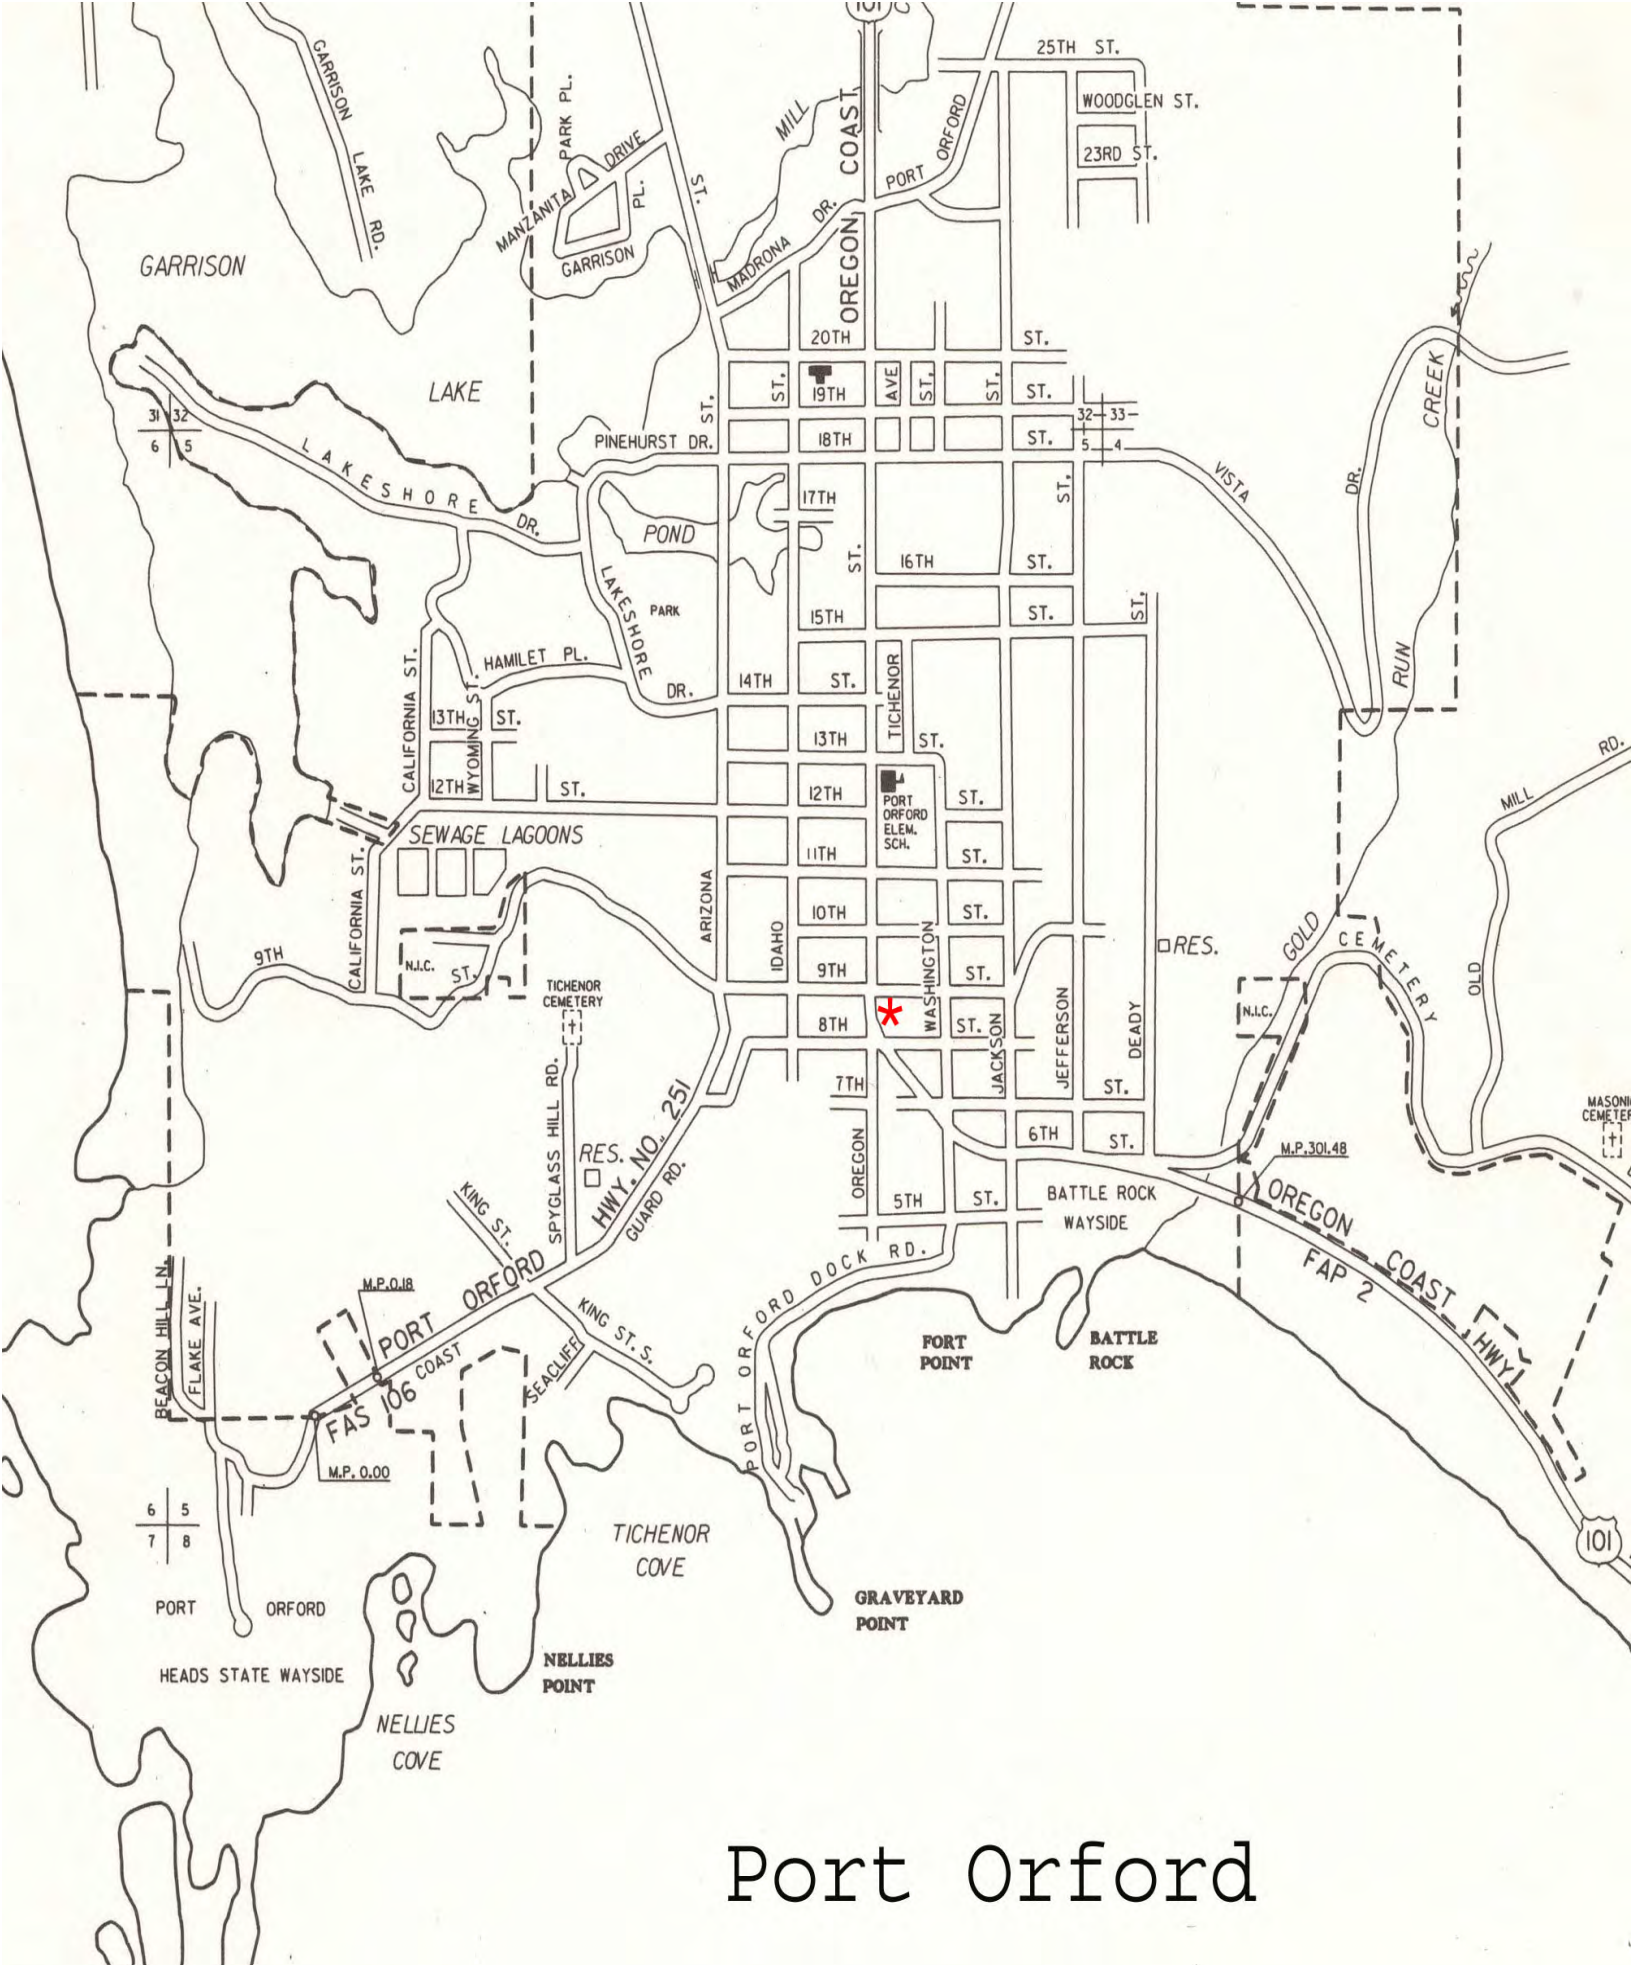 101
25TH ST.
WOODGLEN ST.
23RD ST.
GARRISON LAKE RD.
PARK PL.
MANZANITA DRIVE
GARRISON PL.
ST.
MILL
MADRONA DR.
PORT ORFORD
OREGON COAST
GARRISON
LAKE
20TH ST.
19TH ST.
ST.
ST.
AVE
ST.
ST.
18TH ST.
PINEHURST DR.
31 32
6 5
32 33
5 4
LAKESHORE DR.
VISTA DR.
CREEK
17TH
POND
ST.
ST.
16TH ST.
15TH ST.
ST.
PARK
LAKESHORE DR.
HAMILET PL.
14TH ST.
TICHENOR
CALIFORNIA ST.
WYOMING ST.
13TH ST.
13TH ST.
12TH ST.
12TH ST.
PORT
ORFORD
ELEM.
SCH.
RUN
MILL RD.
OLD
SEWAGE LAGOONS
11TH ST.
CALIFORNIA ST.
ARIZONA
IDAHO
10TH ST.
WASHINGTON
9TH ST.
9TH ST.
N.I.C.
RES.
GOLD
CEMETERY
N.I.C.
TICHENOR
CEMETERY
8TH ST.
*
JACKSON
JEFFERSON
DEADY
7TH ST.
SPYGLASS HILL RD.
HWY. NO. 251
GUARD RD.
RES.
6TH ST.
M.P.301.48
OREGON
5TH ST.
BATTLE ROCK
WAYSIDE
KING ST.
PORT ORFORD
COAST
FAS 106
M.P.0.18
M.P. 0.00
BEACON HILL LN.
FLAKE AVE.
KING ST. S.
SEACLIFF
PORT ORFORD DOCK RD.
OREGON COAST HWY.
FAP 2
101
FORT
POINT
BATTLE
ROCK
6 5
7 8
TICHENOR
COVE
GRAVEYARD
POINT
PORT ORFORD
HEADS STATE WAYSIDE
NELLIES
POINT
NELLIES
COVE
Port Orford